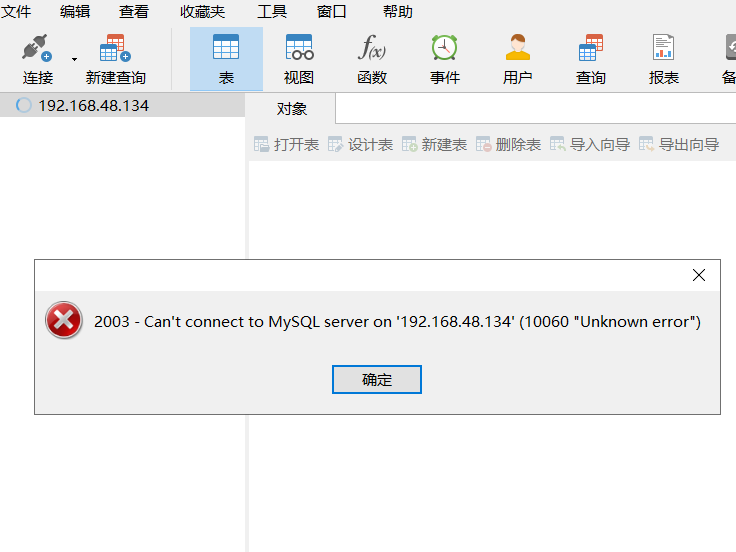 文件 编辑 查看 收藏夹 工具 窗口 帮助
连接 新建查询 表 视图 函数 事件 用户 查询 报表
192.168.48.134 对象
打开表 设计表 新建表 删除表 导入向导 导出向导
2003 - Can't connect to MySQL server on '192.168.48.134' (10060 "Unknown error")
确定